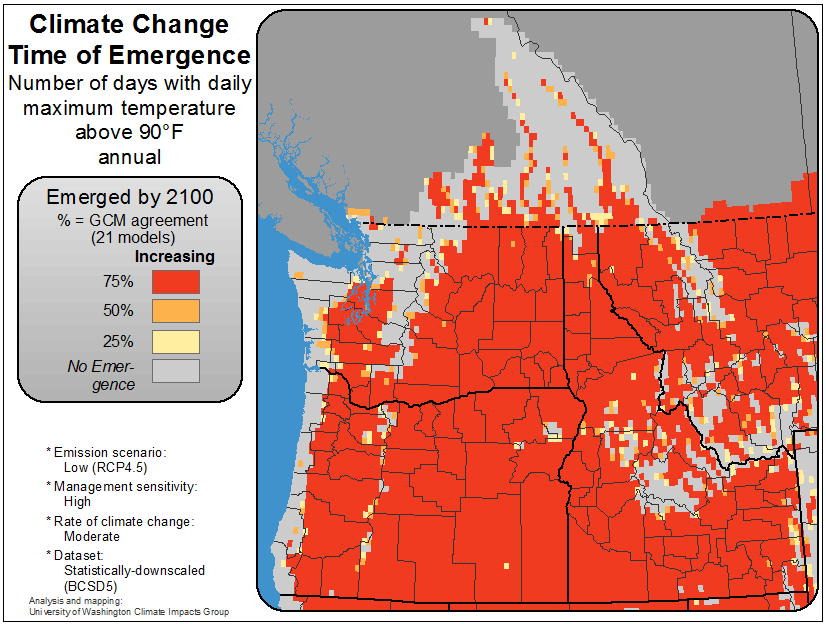 Climate Change
Time of Emergence
Number of days with daily
maximum temperature
above 90°F
annual
Emerged by 2100
% = GCM agreement
(21 models)
Increasing
75%
50%
25%
No Emer-
gence
* Emission scenario:
Low (RCP4.5)
* Management sensitivity:
High
* Rate of climate change:
Moderate
* Dataset:
Statistically-downscaled
(BCSD5)
Analysis and mapping:
University of Washington Climate Impacts Group